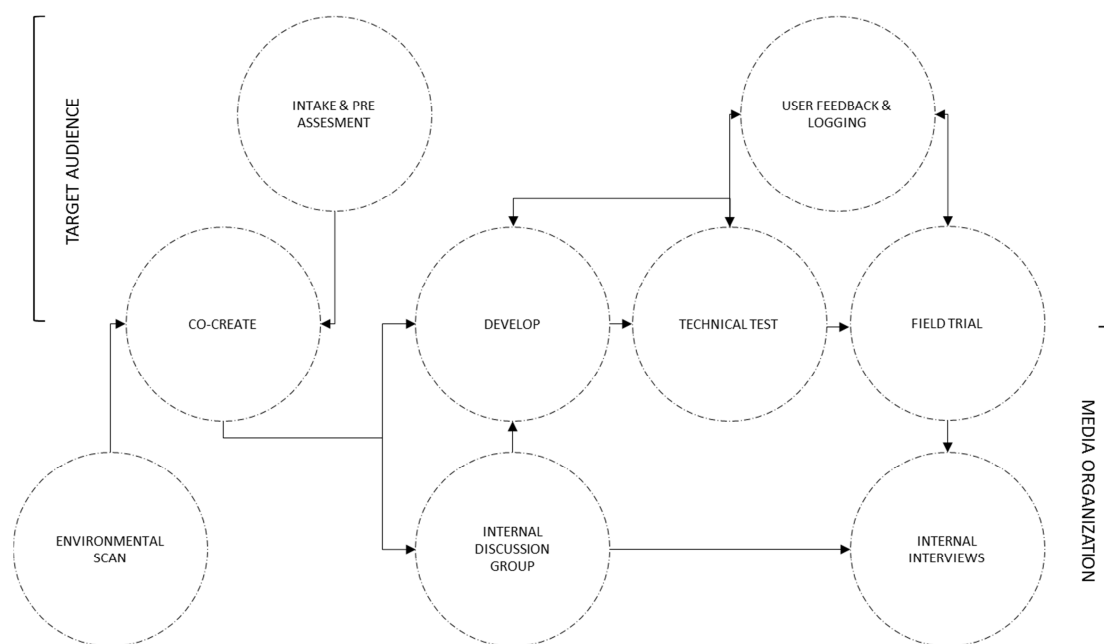 TARGET AUDIENCE
INTAKE & PRE
ASSESMENT
USER FEEDBACK &
LOGGING
CO-CREATE
DEVELOP
TECHNICAL TEST
FIELD TRIAL
ENVIRONMENTAL
SCAN
INTERNAL
DISCUSSION
GROUP
INTERNAL
INTERVIEWS
MEDIA ORGANIZATION